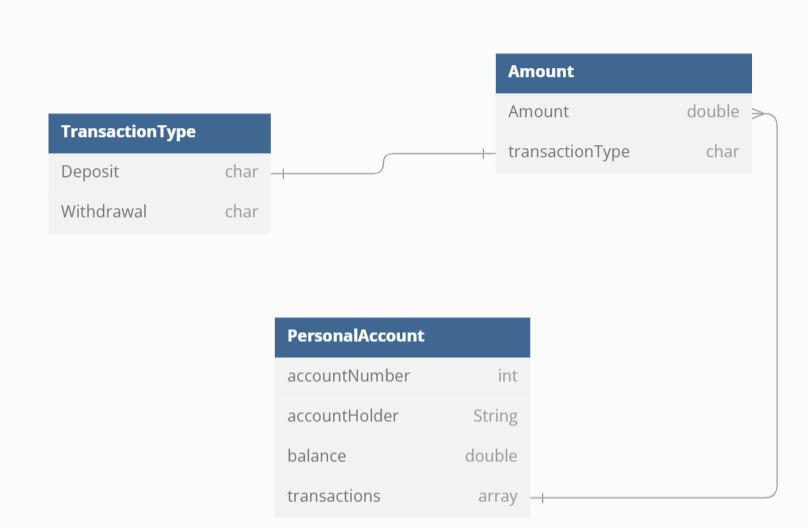 Amount
Amount double
transactionType char
TransactionType
Deposit char
Withdrawal char
PersonalAccount
accountNumber int
accountHolder String
balance double
transactions array